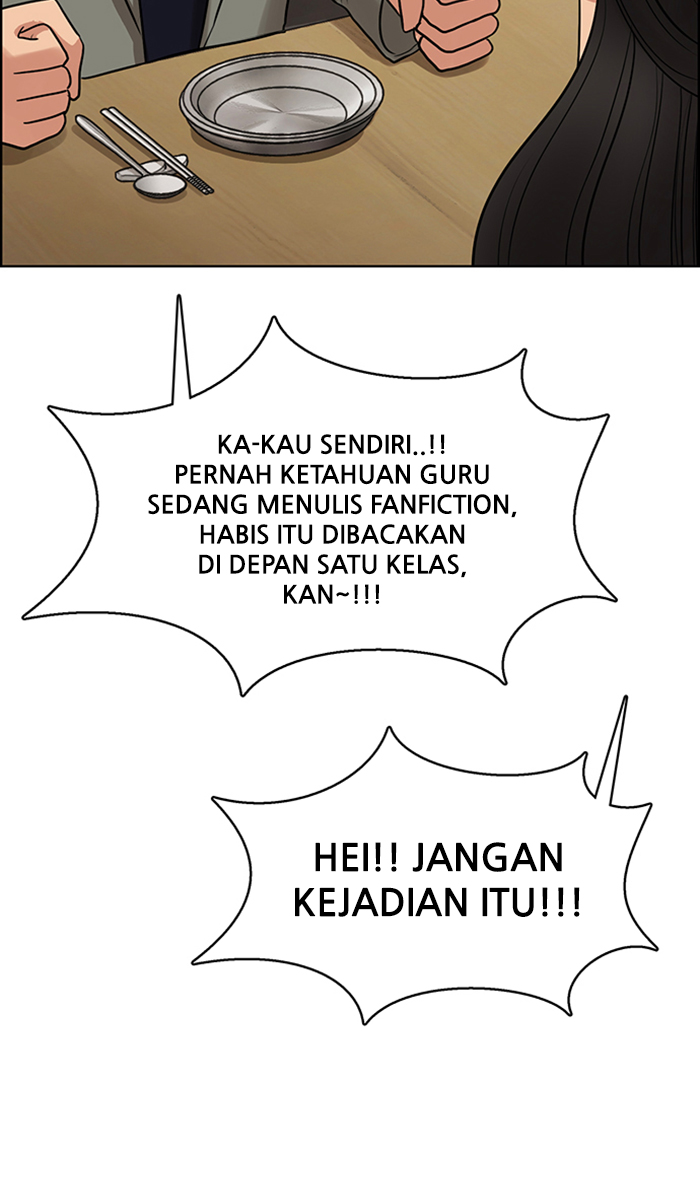 KA-KAU SENDIRI..!!
PERNAH KETAHUAN GURU
SEDANG MENULIS FANFICTION,
HABIS ITU DIBACAKAN
DI DEPAN SATU KELAS,
KAN~!!!
HEI!! JANGAN
KEJADIAN ITU!!!